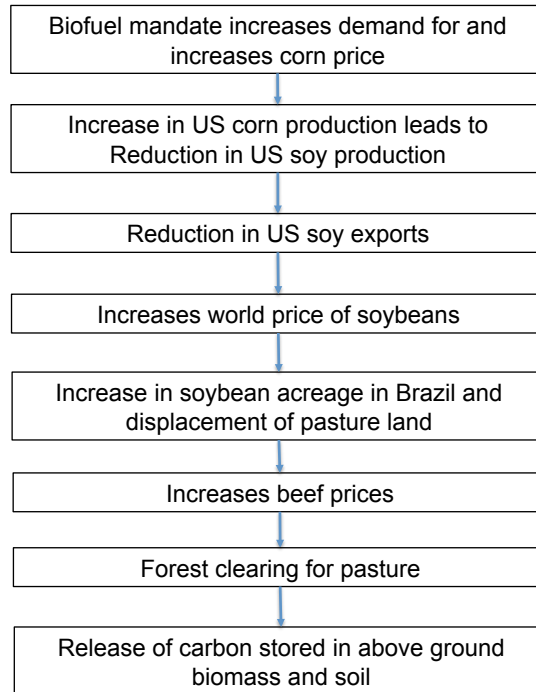 Biofuel mandate increases demand for and
increases corn price
Increase in US corn production leads to
Reduction in US soy production
Reduction in US soy exports
Increases world price of soybeans
Increase in soybean acreage in Brazil and
displacement of pasture land
Increases beef prices
Forest clearing for pasture
Release of carbon stored in above ground
biomass and soil